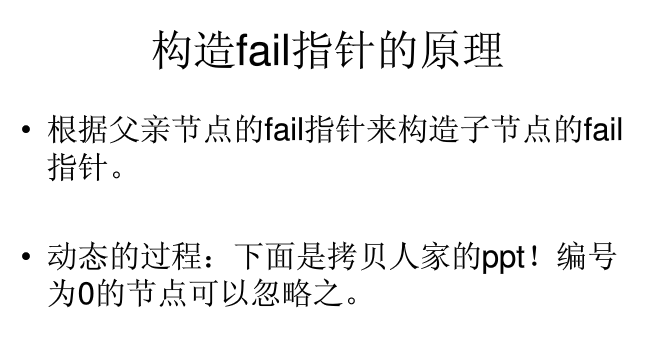 构造fail指针的原理
• 根据父亲节点的fail指针来构造子节点的fail
指针。
• 动态的过程：下面是拷贝人家的ppt！编号
为0的节点可以忽略之。